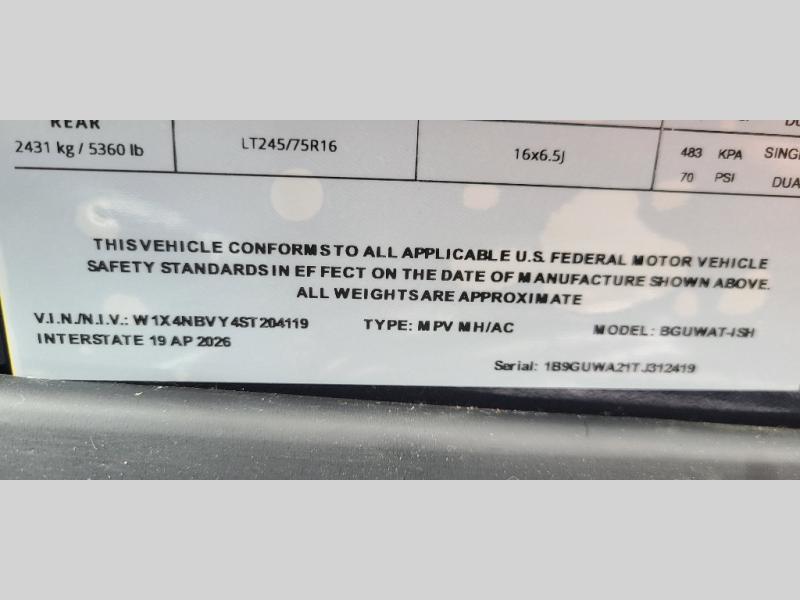 REAR
2431 kg / 5360 lb LT245/75R16 16x6.5J 483 KPA
70 PSI
THIS VEHICLE CONFORMS TO ALL APPLICABLE U.S. FEDERAL MOTOR VEHICLE
SAFETY STANDARDS IN EFFECT ON THE DATE OF MANUFACTURE SHOWN ABOVE.
ALL WEIGHTS ARE APPROXIMATE
V.I.N./N.I.V.: W1X4NBVY4ST204119 TYPE: MPV MH/AC MODEL: BGUWAT-ISH
INTERSTATE 19 AP 2026
Serial: 1B9GUWA21TJ312419